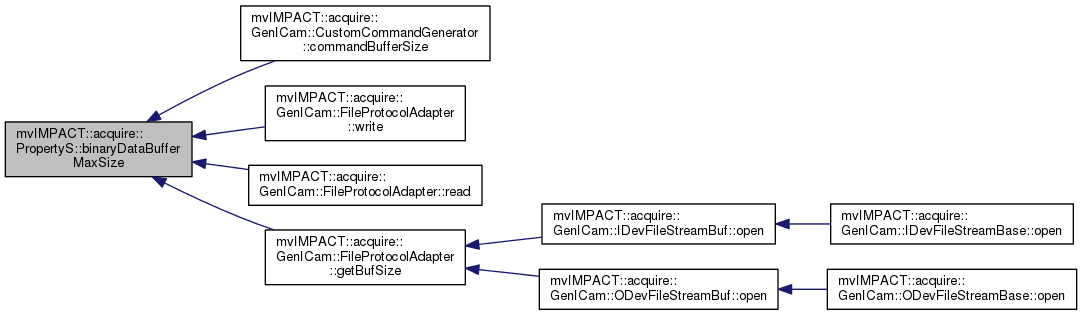 mvIMPACT::acquire::
GenICam::CustomCommandGenerator
::commandBufferSize
mvIMPACT::acquire::
GenICam::FileProtocolAdapter
::write
mvIMPACT::acquire::
PropertyS::binaryDataBuffer
MaxSize
mvIMPACT::acquire::
GenICam::FileProtocolAdapter::read
mvIMPACT::acquire::
GenICam::FileProtocolAdapter
::getBufSize
mvIMPACT::acquire::
GenICam::IDevFileStreamBuf::open
mvIMPACT::acquire::
GenICam::IDevFileStreamBase::open
mvIMPACT::acquire::
GenICam::ODevFileStreamBuf::open
mvIMPACT::acquire::
GenICam::ODevFileStreamBase::open